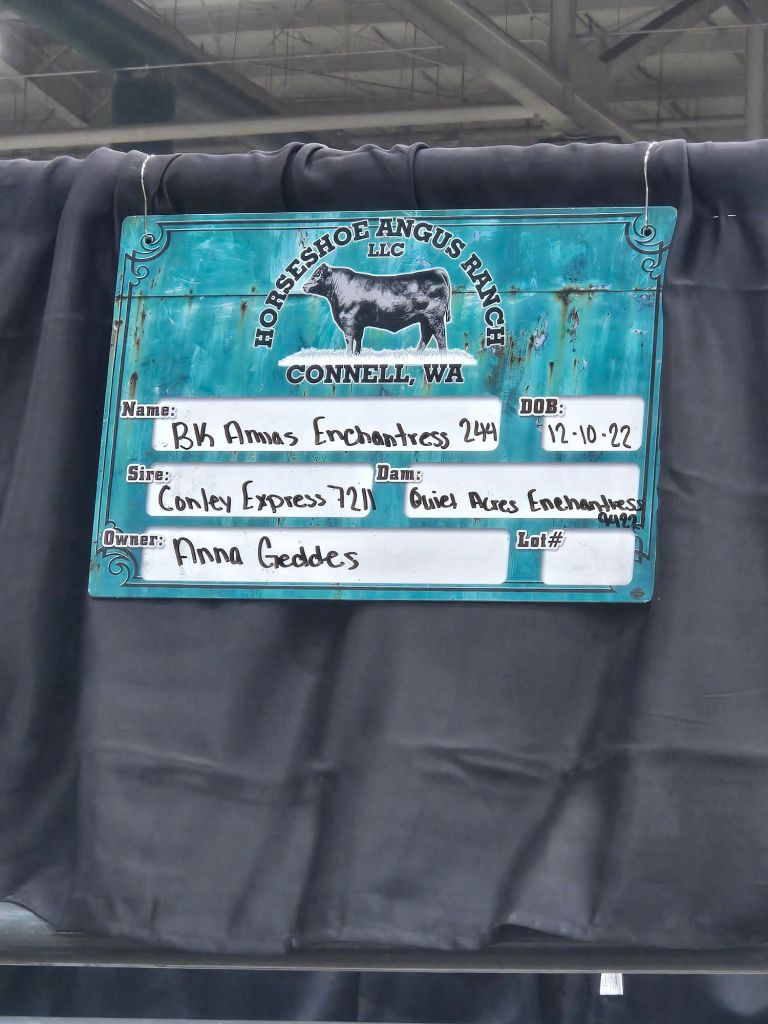 HORSESHOE ANGUS RANCH
LLC
CONNELL, WA
Name: BK Annas Enchantress 244 DOB: 12-10-22
Sire: Conley Express 7211 Dam: Quiet Acres Enchantress
9492
Owner: Anna Geddes Lot#